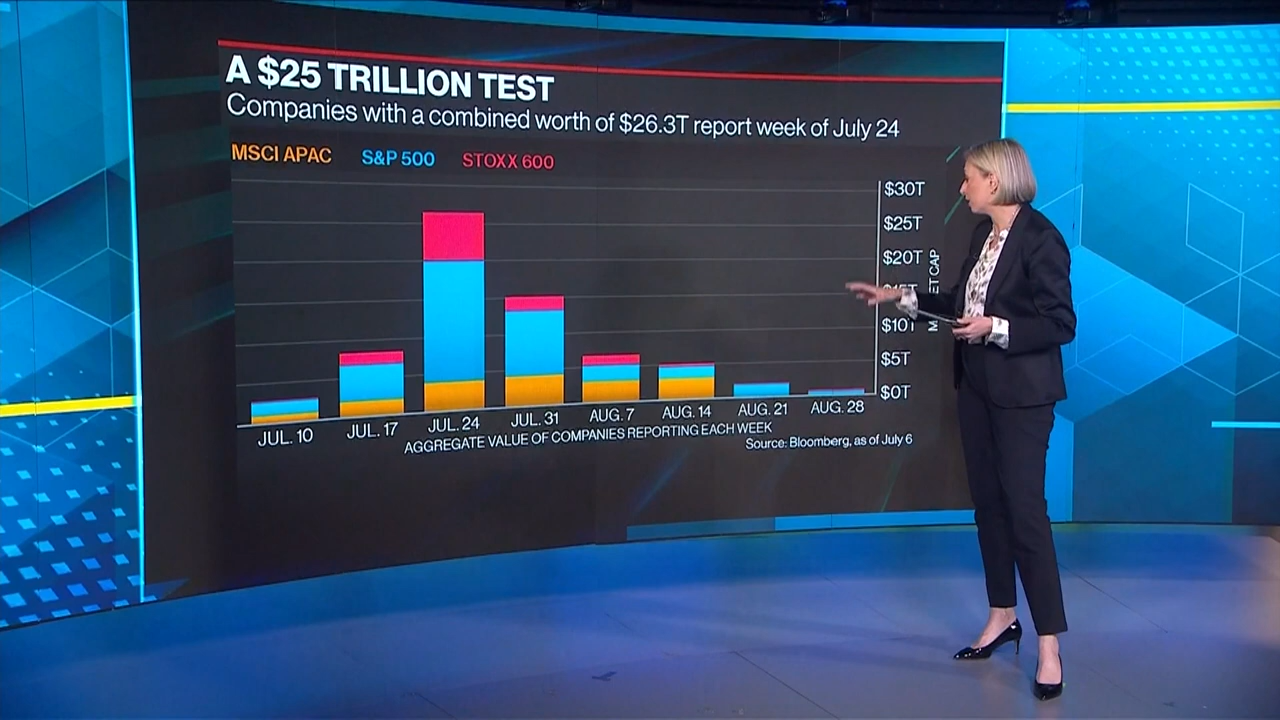 A $25 TRILLION TEST
Companies with a combined worth of $26.3T report week of July 24
MSCI APAC S&P 500 STOXX 600
$30T
$25T
$20T
$10T
$5T
$0T
JUL. 10 JUL. 17 JUL. 24 JUL. 31 AUG. 7 AUG. 14 AUG. 21 AUG. 28
AGGREGATE VALUE OF COMPANIES REPORTING EACH WEEK
Source: Bloomberg, as of July 6